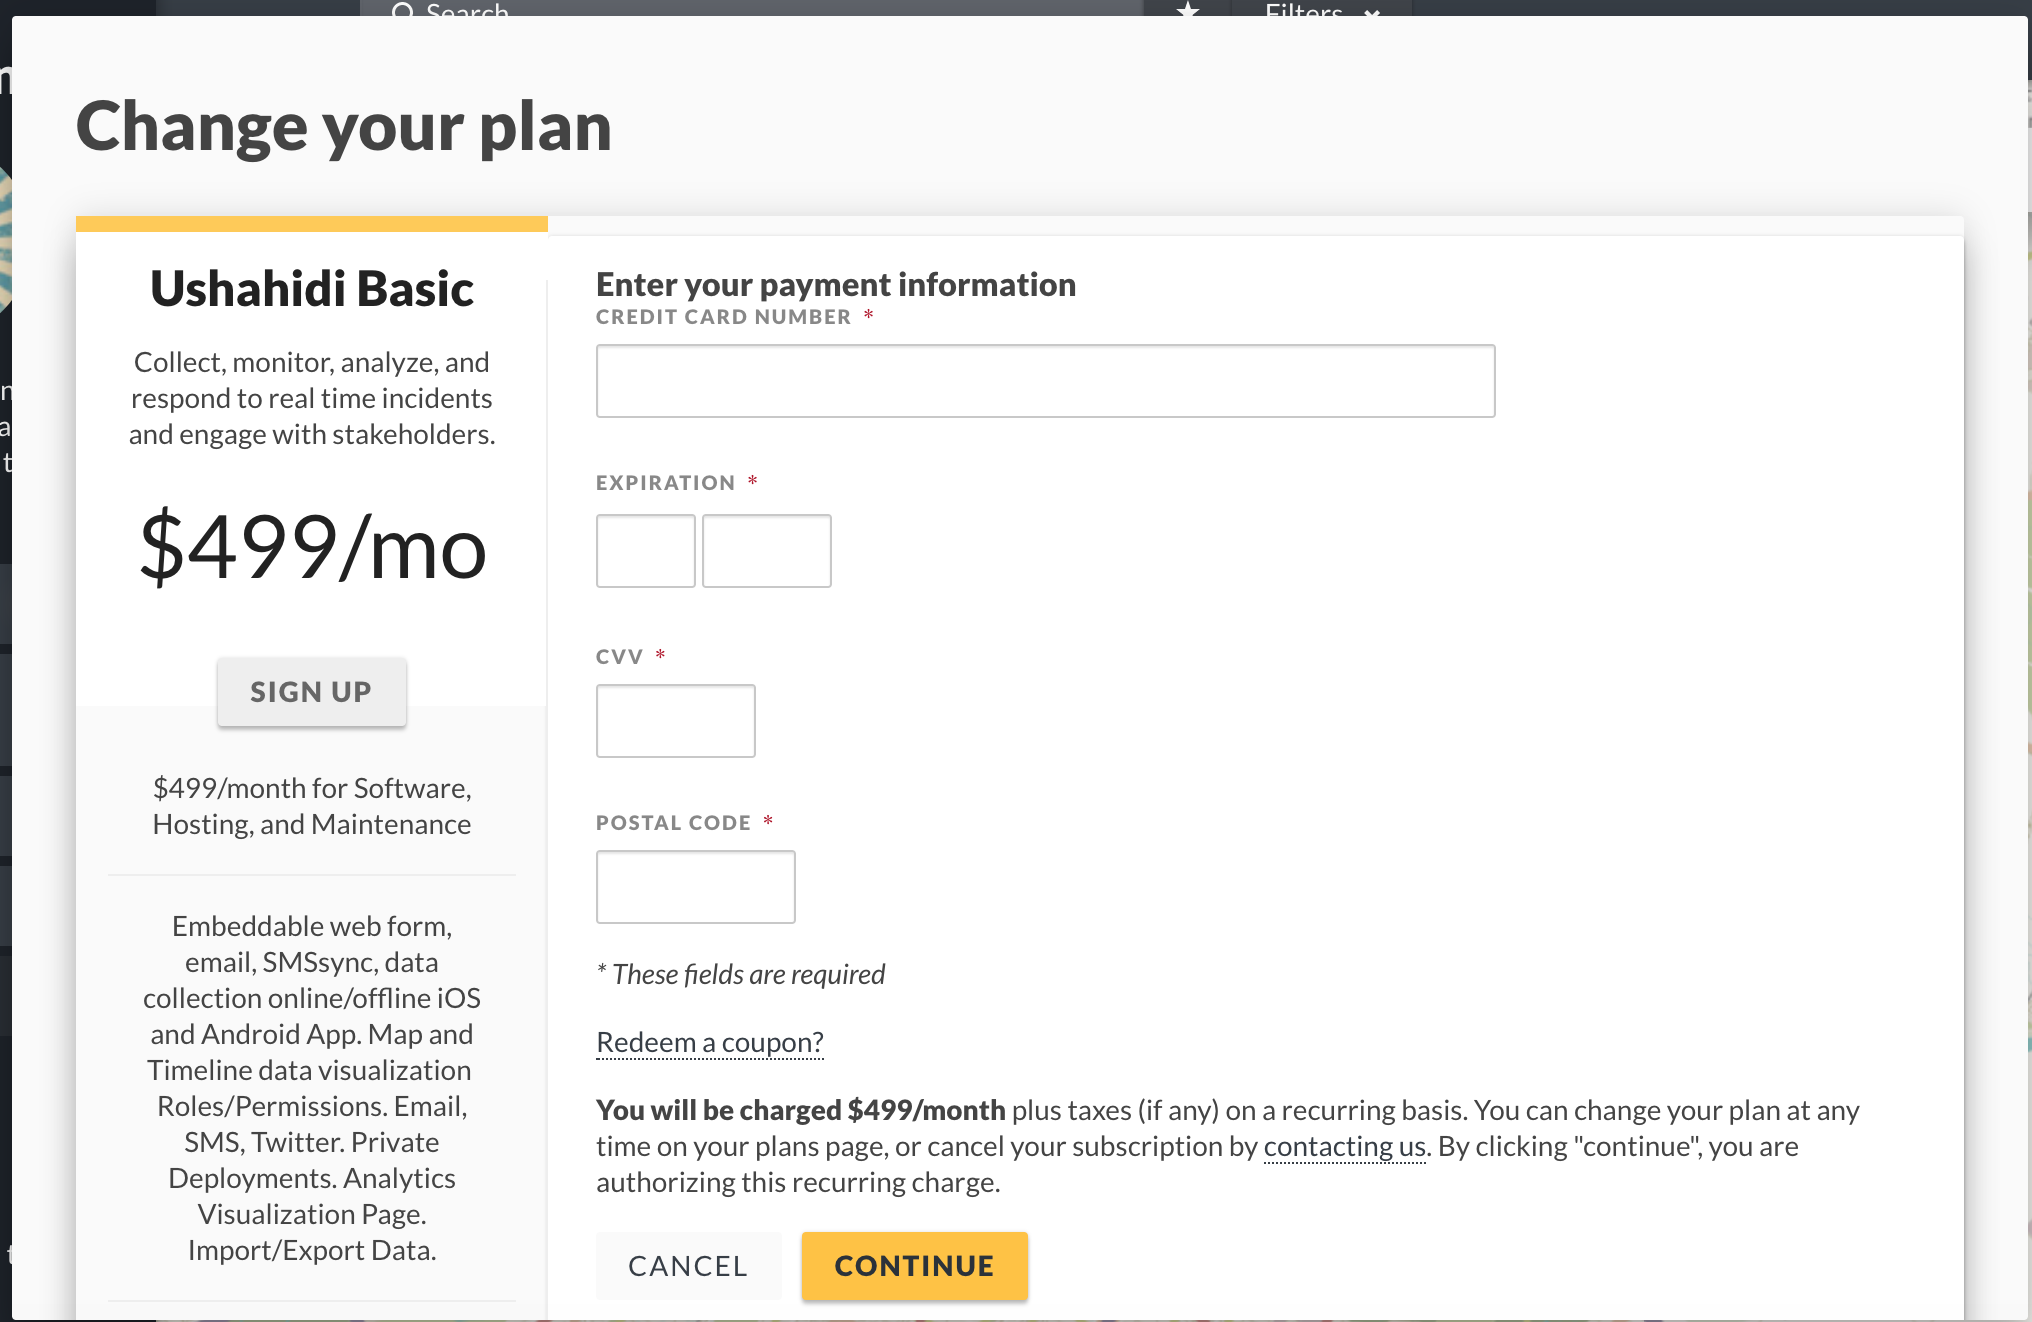 Search
Filters
Change your plan
Ushahidi Basic
Collect, monitor, analyze, and
respond to real time incidents
and engage with stakeholders.
$499/mo
SIGN UP
$499/month for Software,
Hosting, and Maintenance
Embeddable web form,
email, SMSsync, data
collection online/offline iOS
and Android App. Map and
Timeline data visualization
Roles/Permissions. Email,
SMS, Twitter. Private
Deployments. Analytics
Visualization Page.
Import/Export Data.
Enter your payment information
CREDIT CARD NUMBER *
EXPIRATION *
CVV *
POSTAL CODE *
* These fields are required
Redeem a coupon?
You will be charged $499/month plus taxes (if any) on a recurring basis. You can change your plan at any
time on your plans page, or cancel your subscription by contacting us. By clicking "continue", you are
authorizing this recurring charge.
CANCEL
CONTINUE